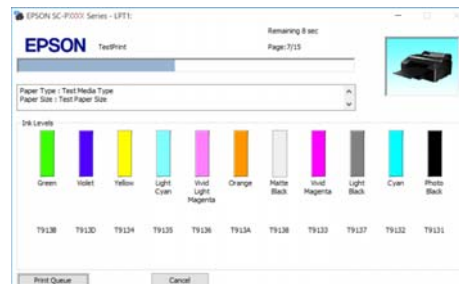 EPSON SC-PXXXX Series - LPT1:
EPSON
TestPrint
Remaining 8 sec
Page: 7/15
Paper Type : Test Media Type
Paper Size : Test Paper Size
Ink Levels
Green Violet Yellow Light Cyan Vivid Light Magenta Orange Matte Black Vivid Magenta Light Black Cyan Photo Black
T913B T913D T9134 T9135 T9136 T913A T9138 T9133 T9137 T9132 T9131
Print Queue Cancel